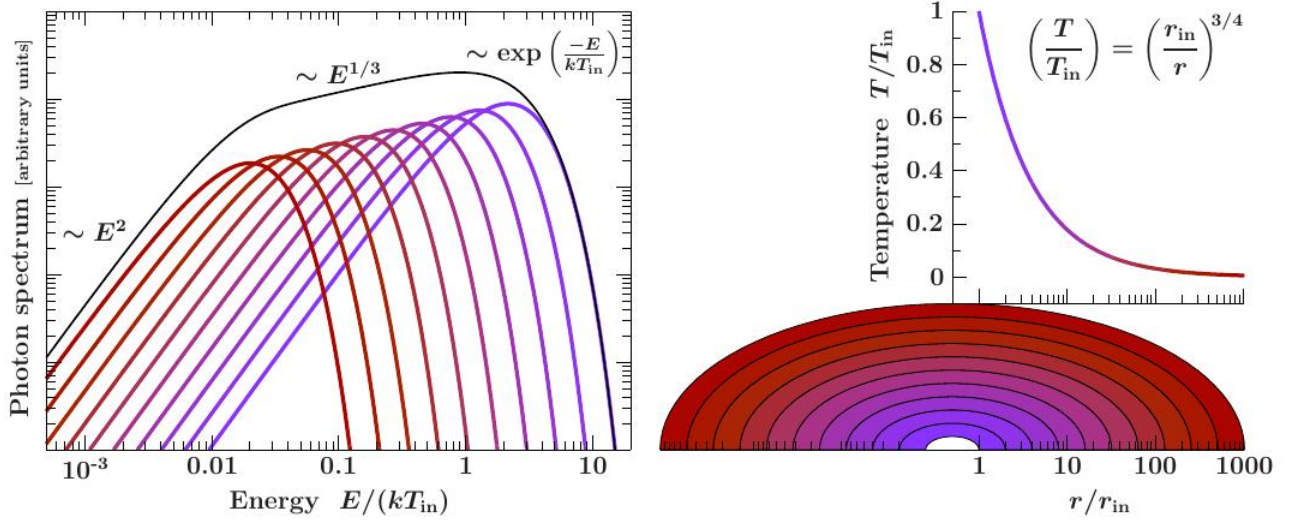 Photon spectrum [arbitrary units]
∼ E^2
∼ E^{1/3}
∼ exp (−E/kT_in)
10^-3 0.01 0.1 1 10
Energy E/(kT_in)
Temperature T/T_in
1
0.8
0.6
0.4
0.2
0
(T/T_in) = (r_in/r)^{3/4}
1 10 100 1000
r/r_in